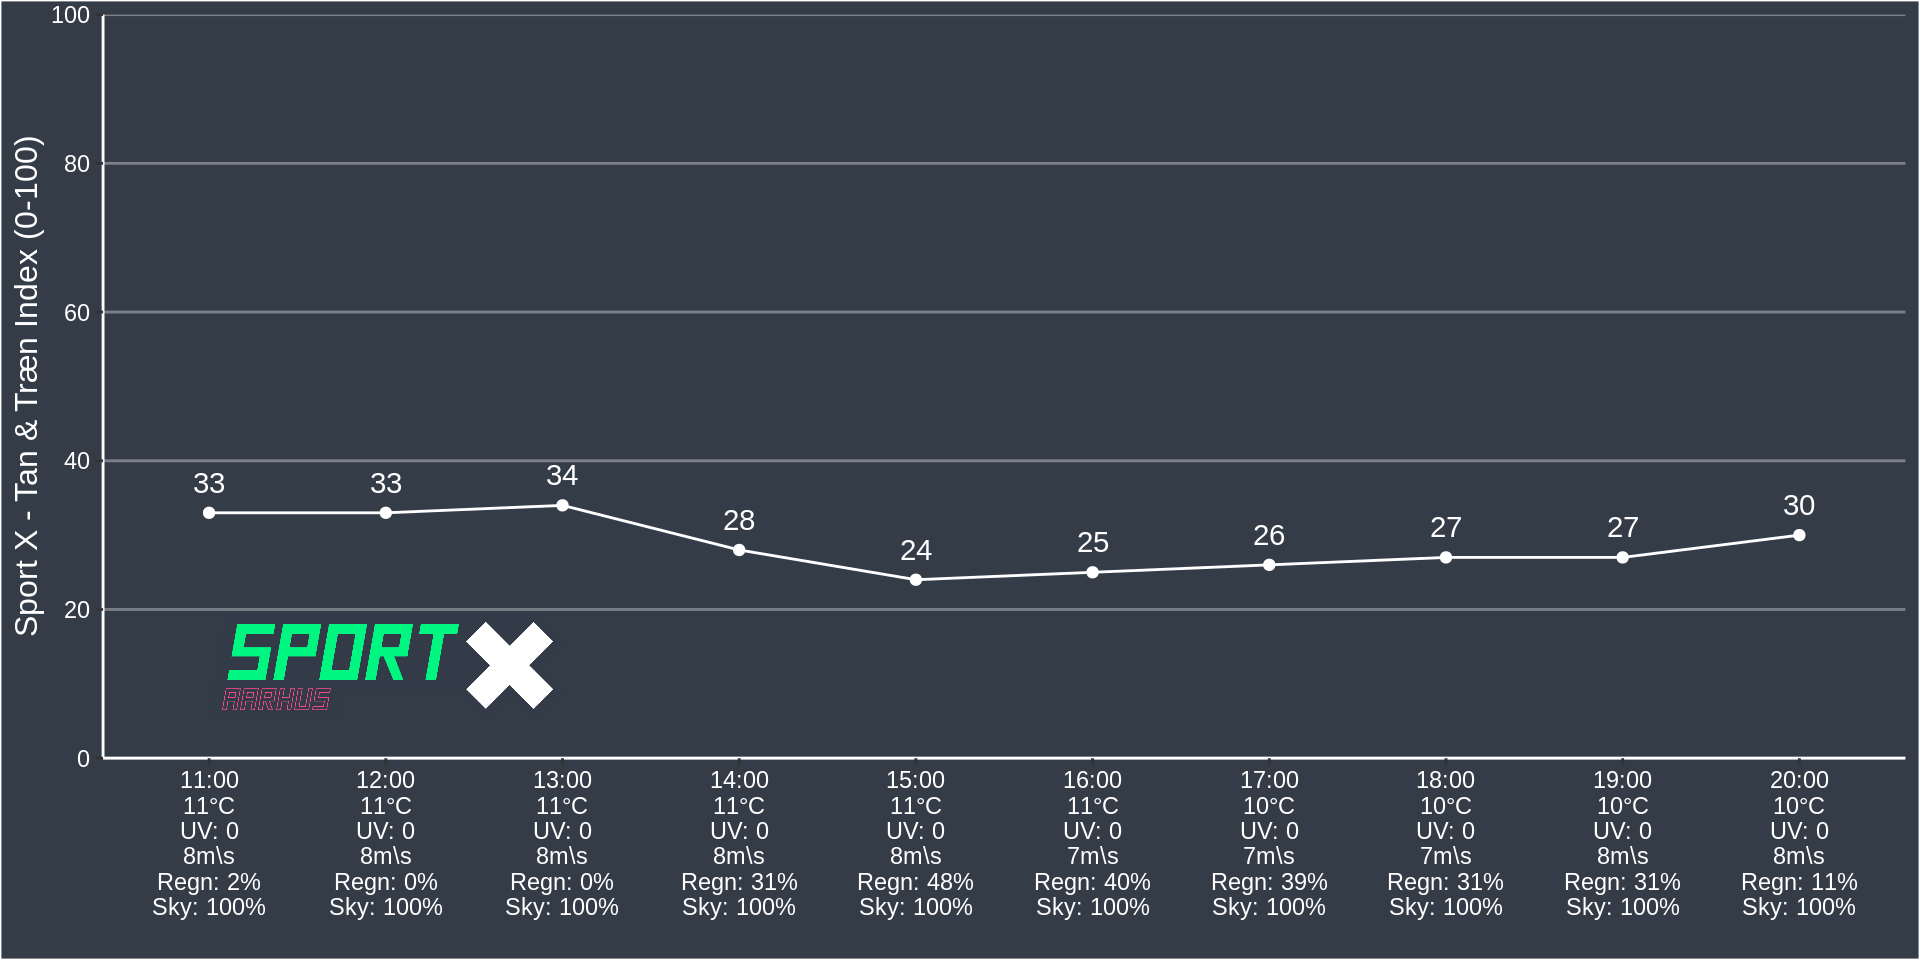 Sport X - Tan & Træn Index (0-100)
100
80
60
40
20
0
33
33
34
28
24
25
26
27
27
30
SPORT X
AARHUS
11:00
11°C
UV: 0
8m\s
Regn: 2%
Sky: 100%
12:00
11°C
UV: 0
8m\s
Regn: 0%
Sky: 100%
13:00
11°C
UV: 0
8m\s
Regn: 0%
Sky: 100%
14:00
11°C
UV: 0
8m\s
Regn: 31%
Sky: 100%
15:00
11°C
UV: 0
8m\s
Regn: 48%
Sky: 100%
16:00
11°C
UV: 0
7m\s
Regn: 40%
Sky: 100%
17:00
10°C
UV: 0
7m\s
Regn: 39%
Sky: 100%
18:00
10°C
UV: 0
7m\s
Regn: 31%
Sky: 100%
19:00
10°C
UV: 0
8m\s
Regn: 31%
Sky: 100%
20:00
10°C
UV: 0
8m\s
Regn: 11%
Sky: 100%